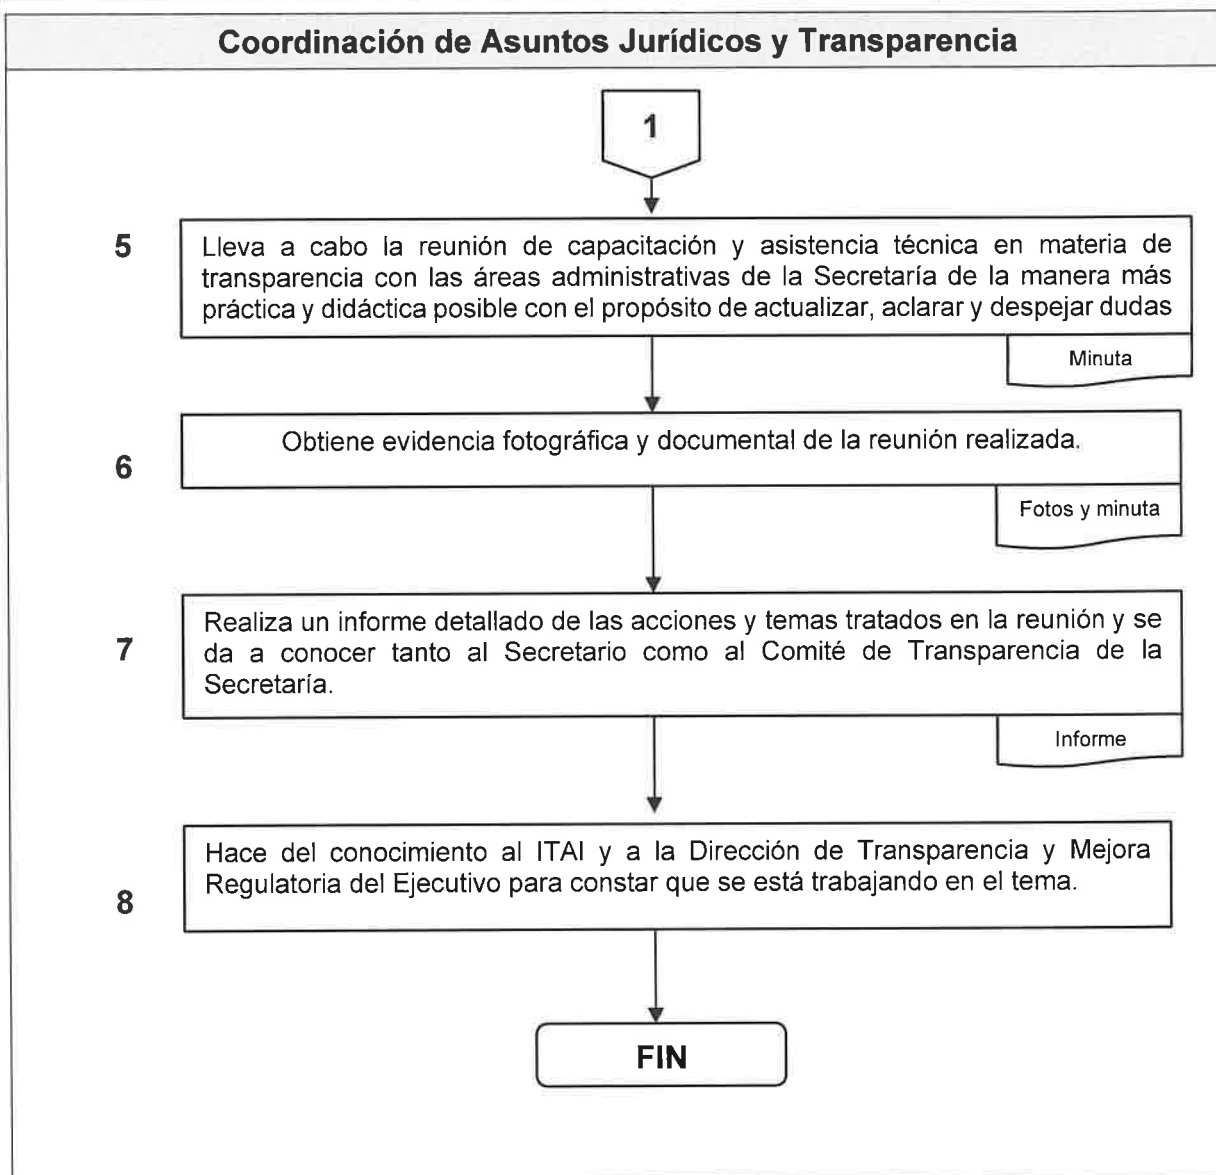 Coordinación de Asuntos Jurídicos y Transparencia
1
5
Lleva a cabo la reunión de capacitación y asistencia técnica en materia de
transparencia con las áreas administrativas de la Secretaría de la manera más
práctica y didáctica posible con el propósito de actualizar, aclarar y despejar dudas
Minuta
6
Obtiene evidencia fotográfica y documental de la reunión realizada.
Fotos y minuta
7
Realiza un informe detallado de las acciones y temas tratados en la reunión y se
da a conocer tanto al Secretario como al Comité de Transparencia de la
Secretaría.
Informe
8
Hace del conocimiento al ITAI y a la Dirección de Transparencia y Mejora
Regulatoria del Ejecutivo para constar que se está trabajando en el tema.
FIN